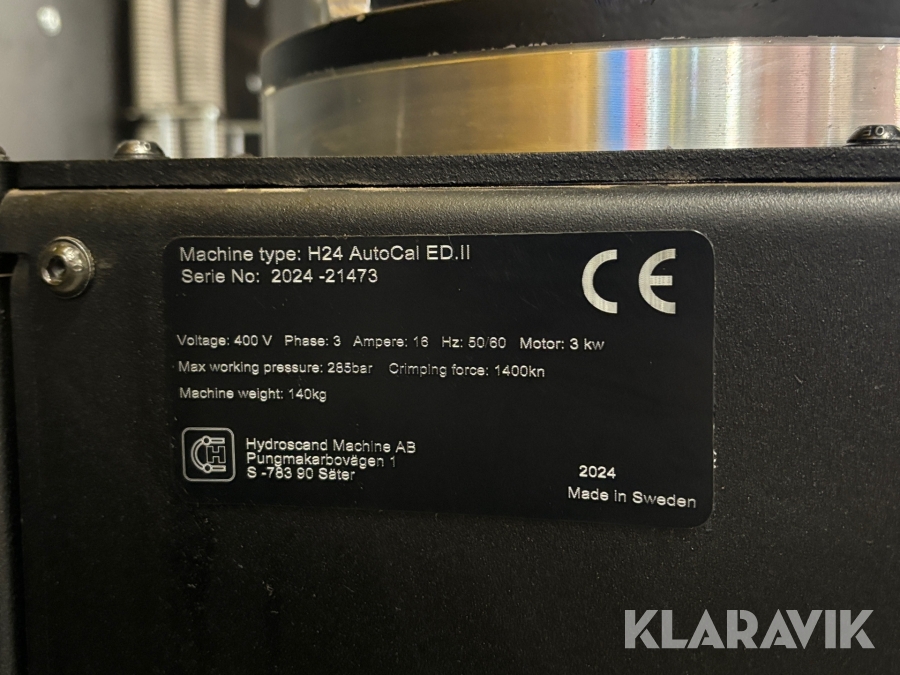 Machine type: H24 AutoCal ED.II
Serie No: 2024 -21473
CE
Voltage: 400 V Phase: 3 Ampere: 16 Hz: 50/60 Motor: 3 kw
Max working pressure: 285bar Crimping force: 1400kn
Machine weight: 140kg
H
Hydroscand Machine AB
Pungmakarbovägen 1
S -783 90 Säter
2024
Made in Sweden
KLARAVIK